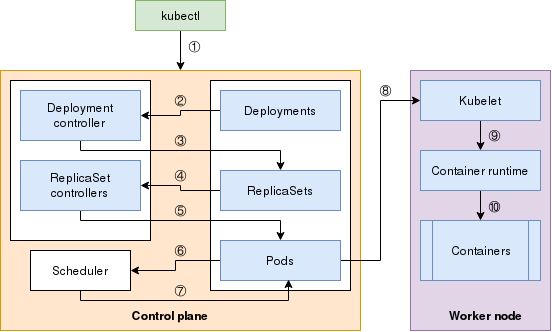 kubectl
①
Deployment
controller
②
Deployments
③
ReplicaSet
controllers
④
ReplicaSets
⑤
Scheduler
⑥
Pods
⑦
Control plane
⑧
Kubelet
⑨
Container runtime
⑩
Containers
Worker node